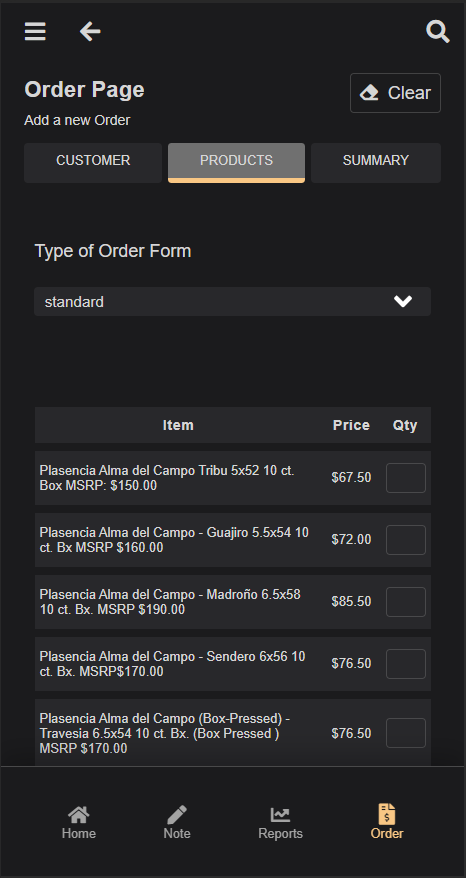 Order Page
Clear
Add a new Order
CUSTOMER PRODUCTS SUMMARY
Type of Order Form
standard
Item Price Qty
Plasencia Alma del Campo Tribu 5x52 10 ct.
Box MSRP: $150.00
$67.50
Plasencia Alma del Campo - Guajiro 5.5x54 10
ct. Bx MSRP $160.00
$72.00
Plasencia Alma del Campo - Madroño 6.5x58
10 ct. Bx. MSRP $190.00
$85.50
Plasencia Alma del Campo - Sendero 6x56 10
ct. Bx. MSRP$170.00
$76.50
Plasencia Alma del Campo (Box-Pressed) -
Travesia 6.5x54 10 ct. Bx. (Box Pressed )
MSRP $170.00
$76.50
Home Note Reports Order